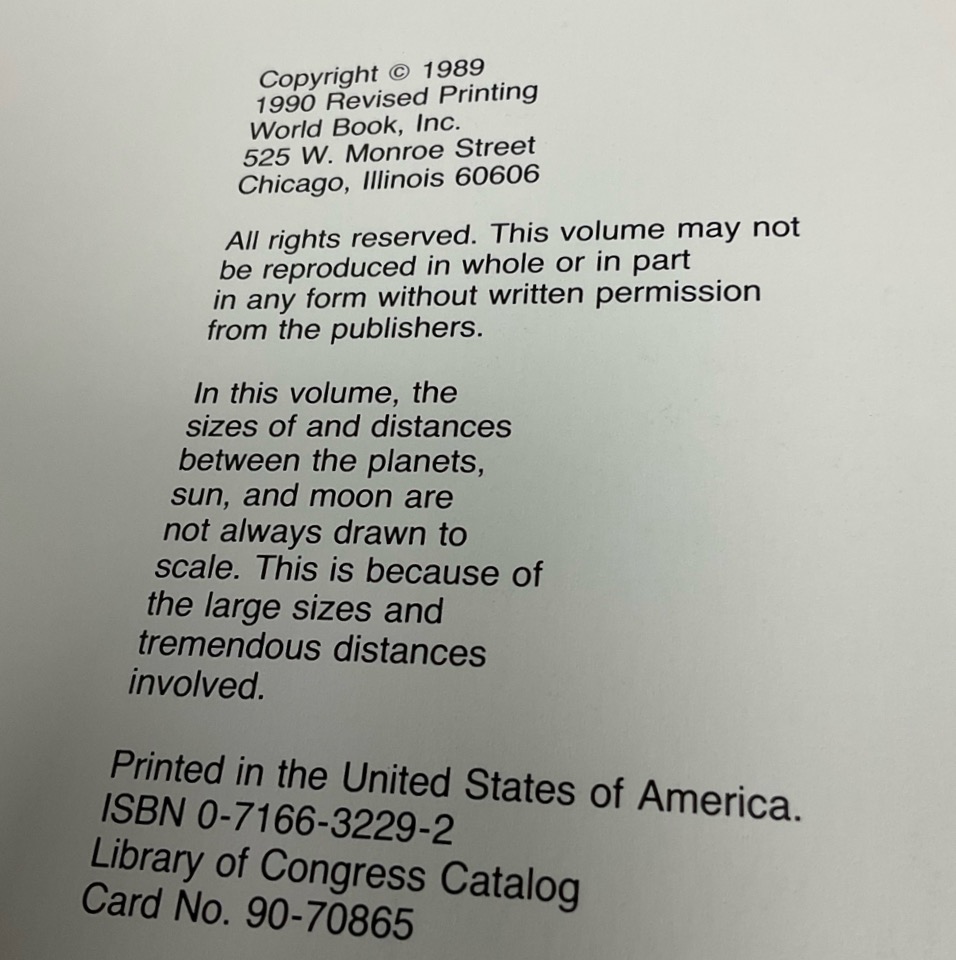 Copyright © 1989
1990 Revised Printing
World Book, Inc.
525 W. Monroe Street
Chicago, Illinois 60606
All rights reserved. This volume may not
be reproduced in whole or in part
in any form without written permission
from the publishers.
In this volume, the
sizes of and distances
between the planets,
sun, and moon are
not always drawn to
scale. This is because of
the large sizes and
tremendous distances
involved.
Printed in the United States of America.
ISBN 0-7166-3229-2
Library of Congress Catalog
Card No. 90-70865